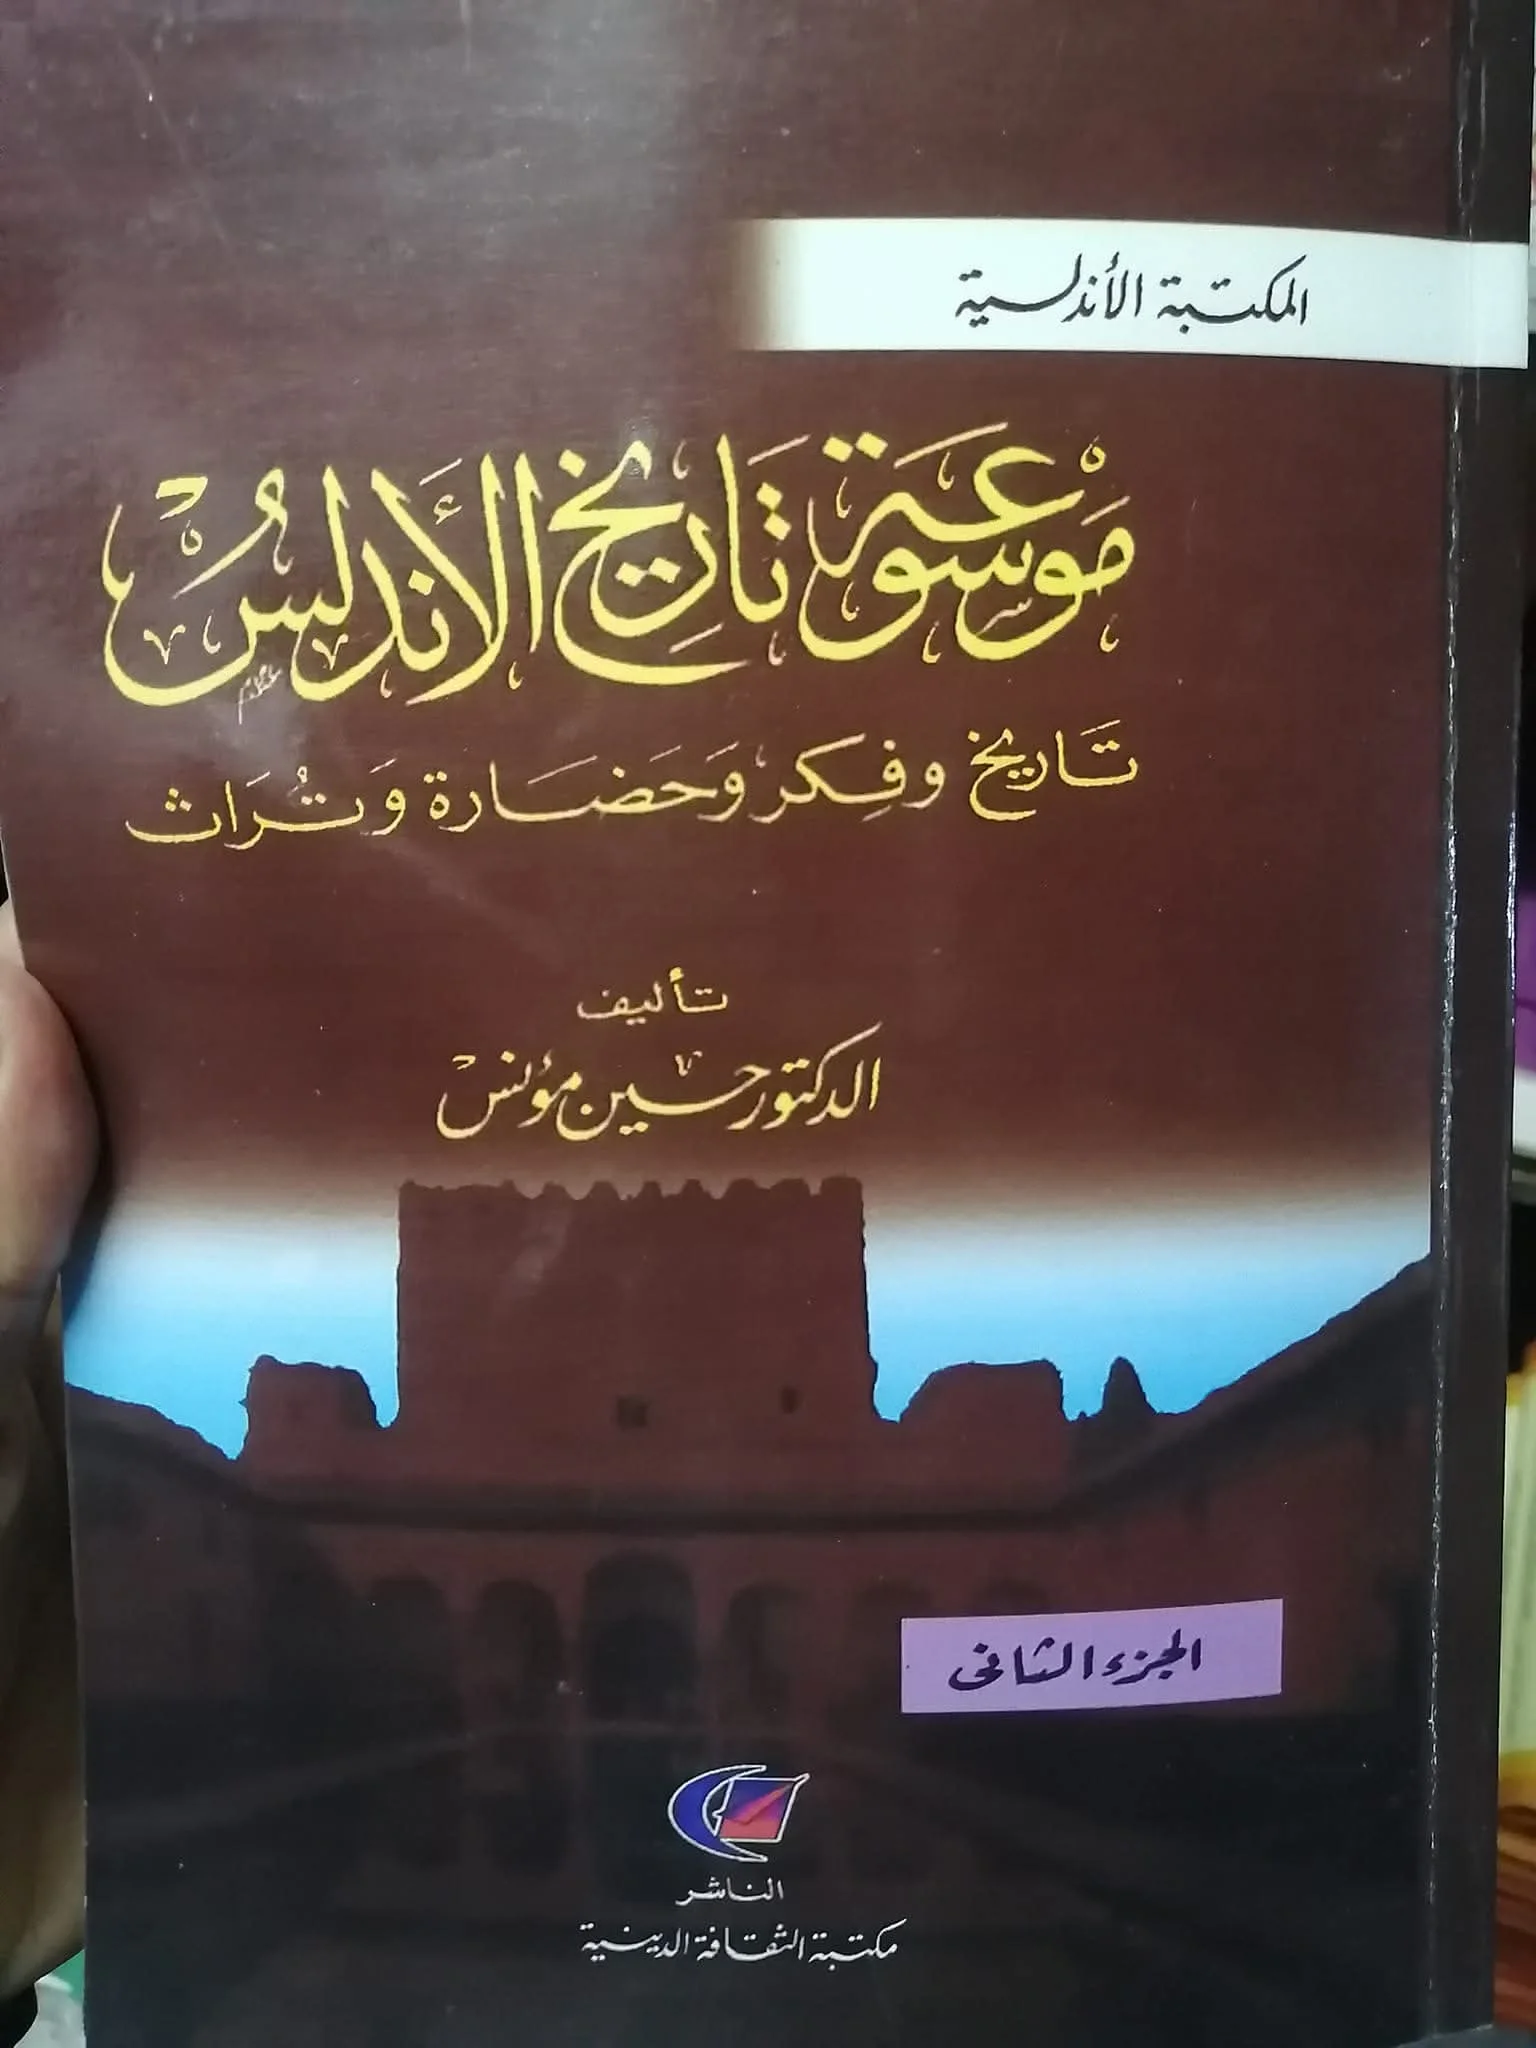 المكتبة الأندلسية
موسوعة تاريخ الأندلس
تاريخ وفكر وحضارة وتراث
تأليف
الدكتور حسين مؤنس
الجزء الثانى
الناشر
مكتبة الثقافة الدينية